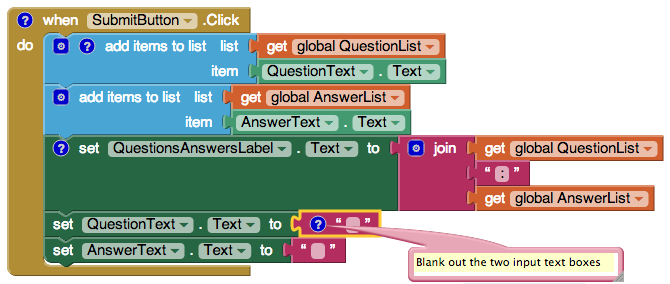 ? when SubmitButton .Click
do ? add items to list list get global QuestionList
item QuestionText . Text
add items to list list get global AnswerList
item AnswerText . Text
? set QuestionsAnswersLabel . Text to join get global QuestionList
“ : ”
get global AnswerList
set QuestionText . Text to ? “ ”
set AnswerText . Text to “ ”
Blank out the two input text boxes